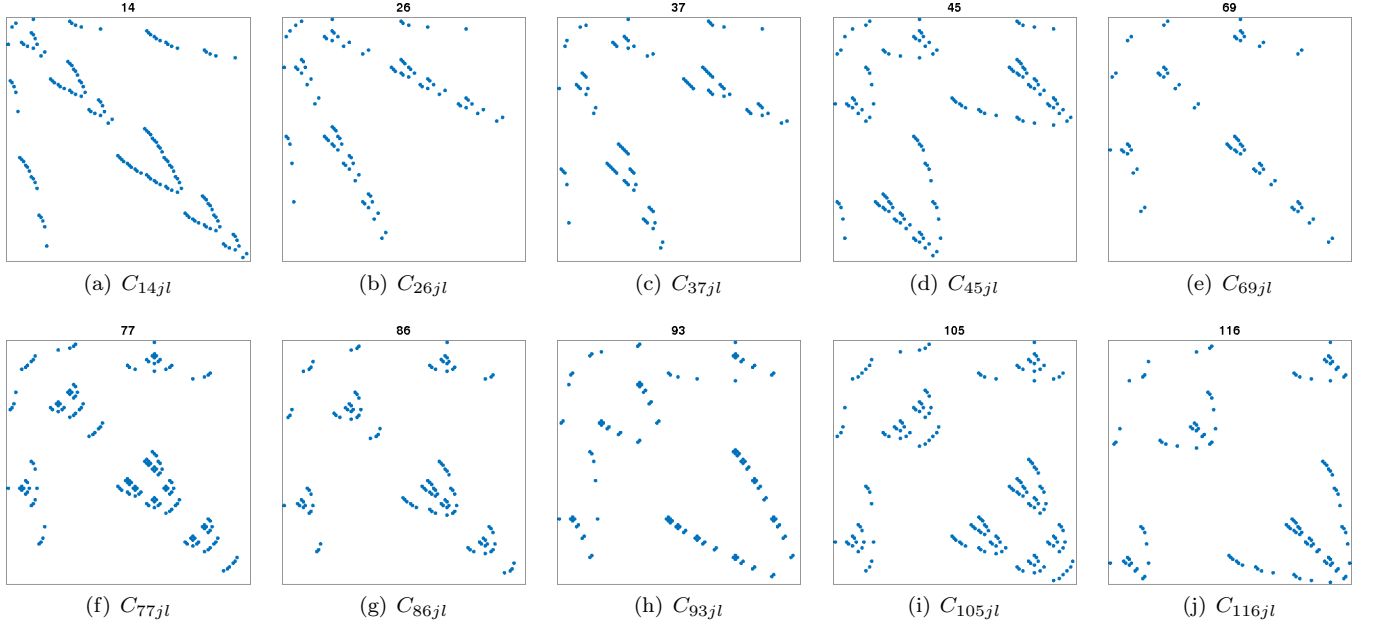 14 26 37 45 69
(a) C14jl (b) C26jl (c) C37jl (d) C45jl (e) C69jl
77 86 93 105 116
(f) C77jl (g) C86jl (h) C93jl (i) C105jl (j) C116jl